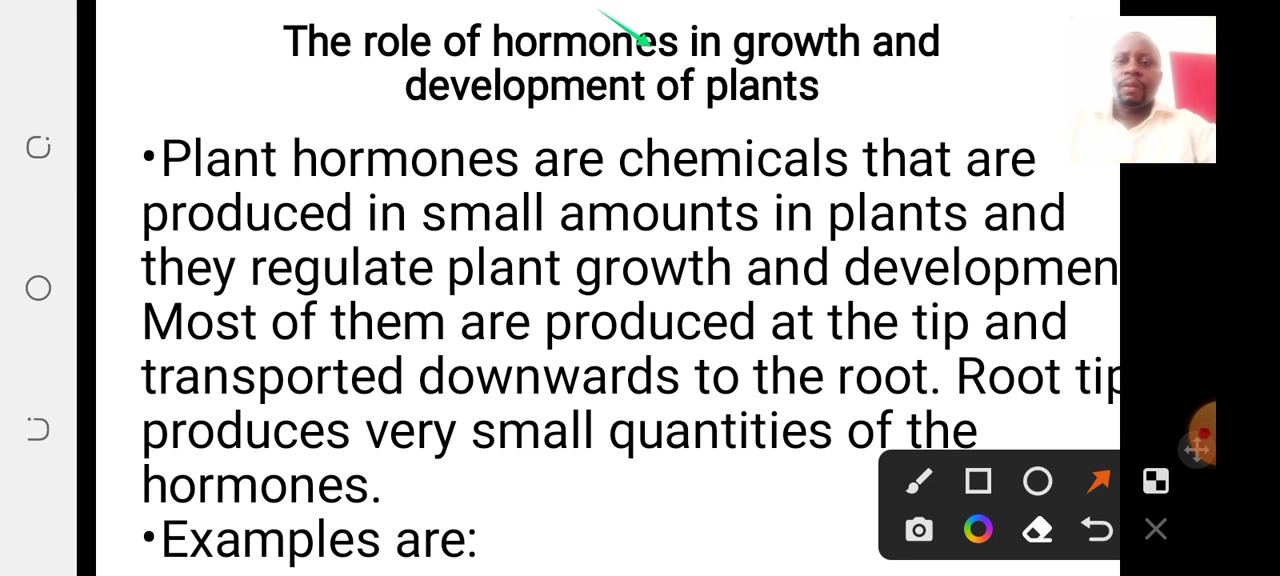 The role of hormones in growth and
development of plants
•Plant hormones are chemicals that are
produced in small amounts in plants and
they regulate plant growth and developmen
Most of them are produced at the tip and
transported downwards to the root. Root tip
produces very small quantities of the
hormones.
•Examples are: